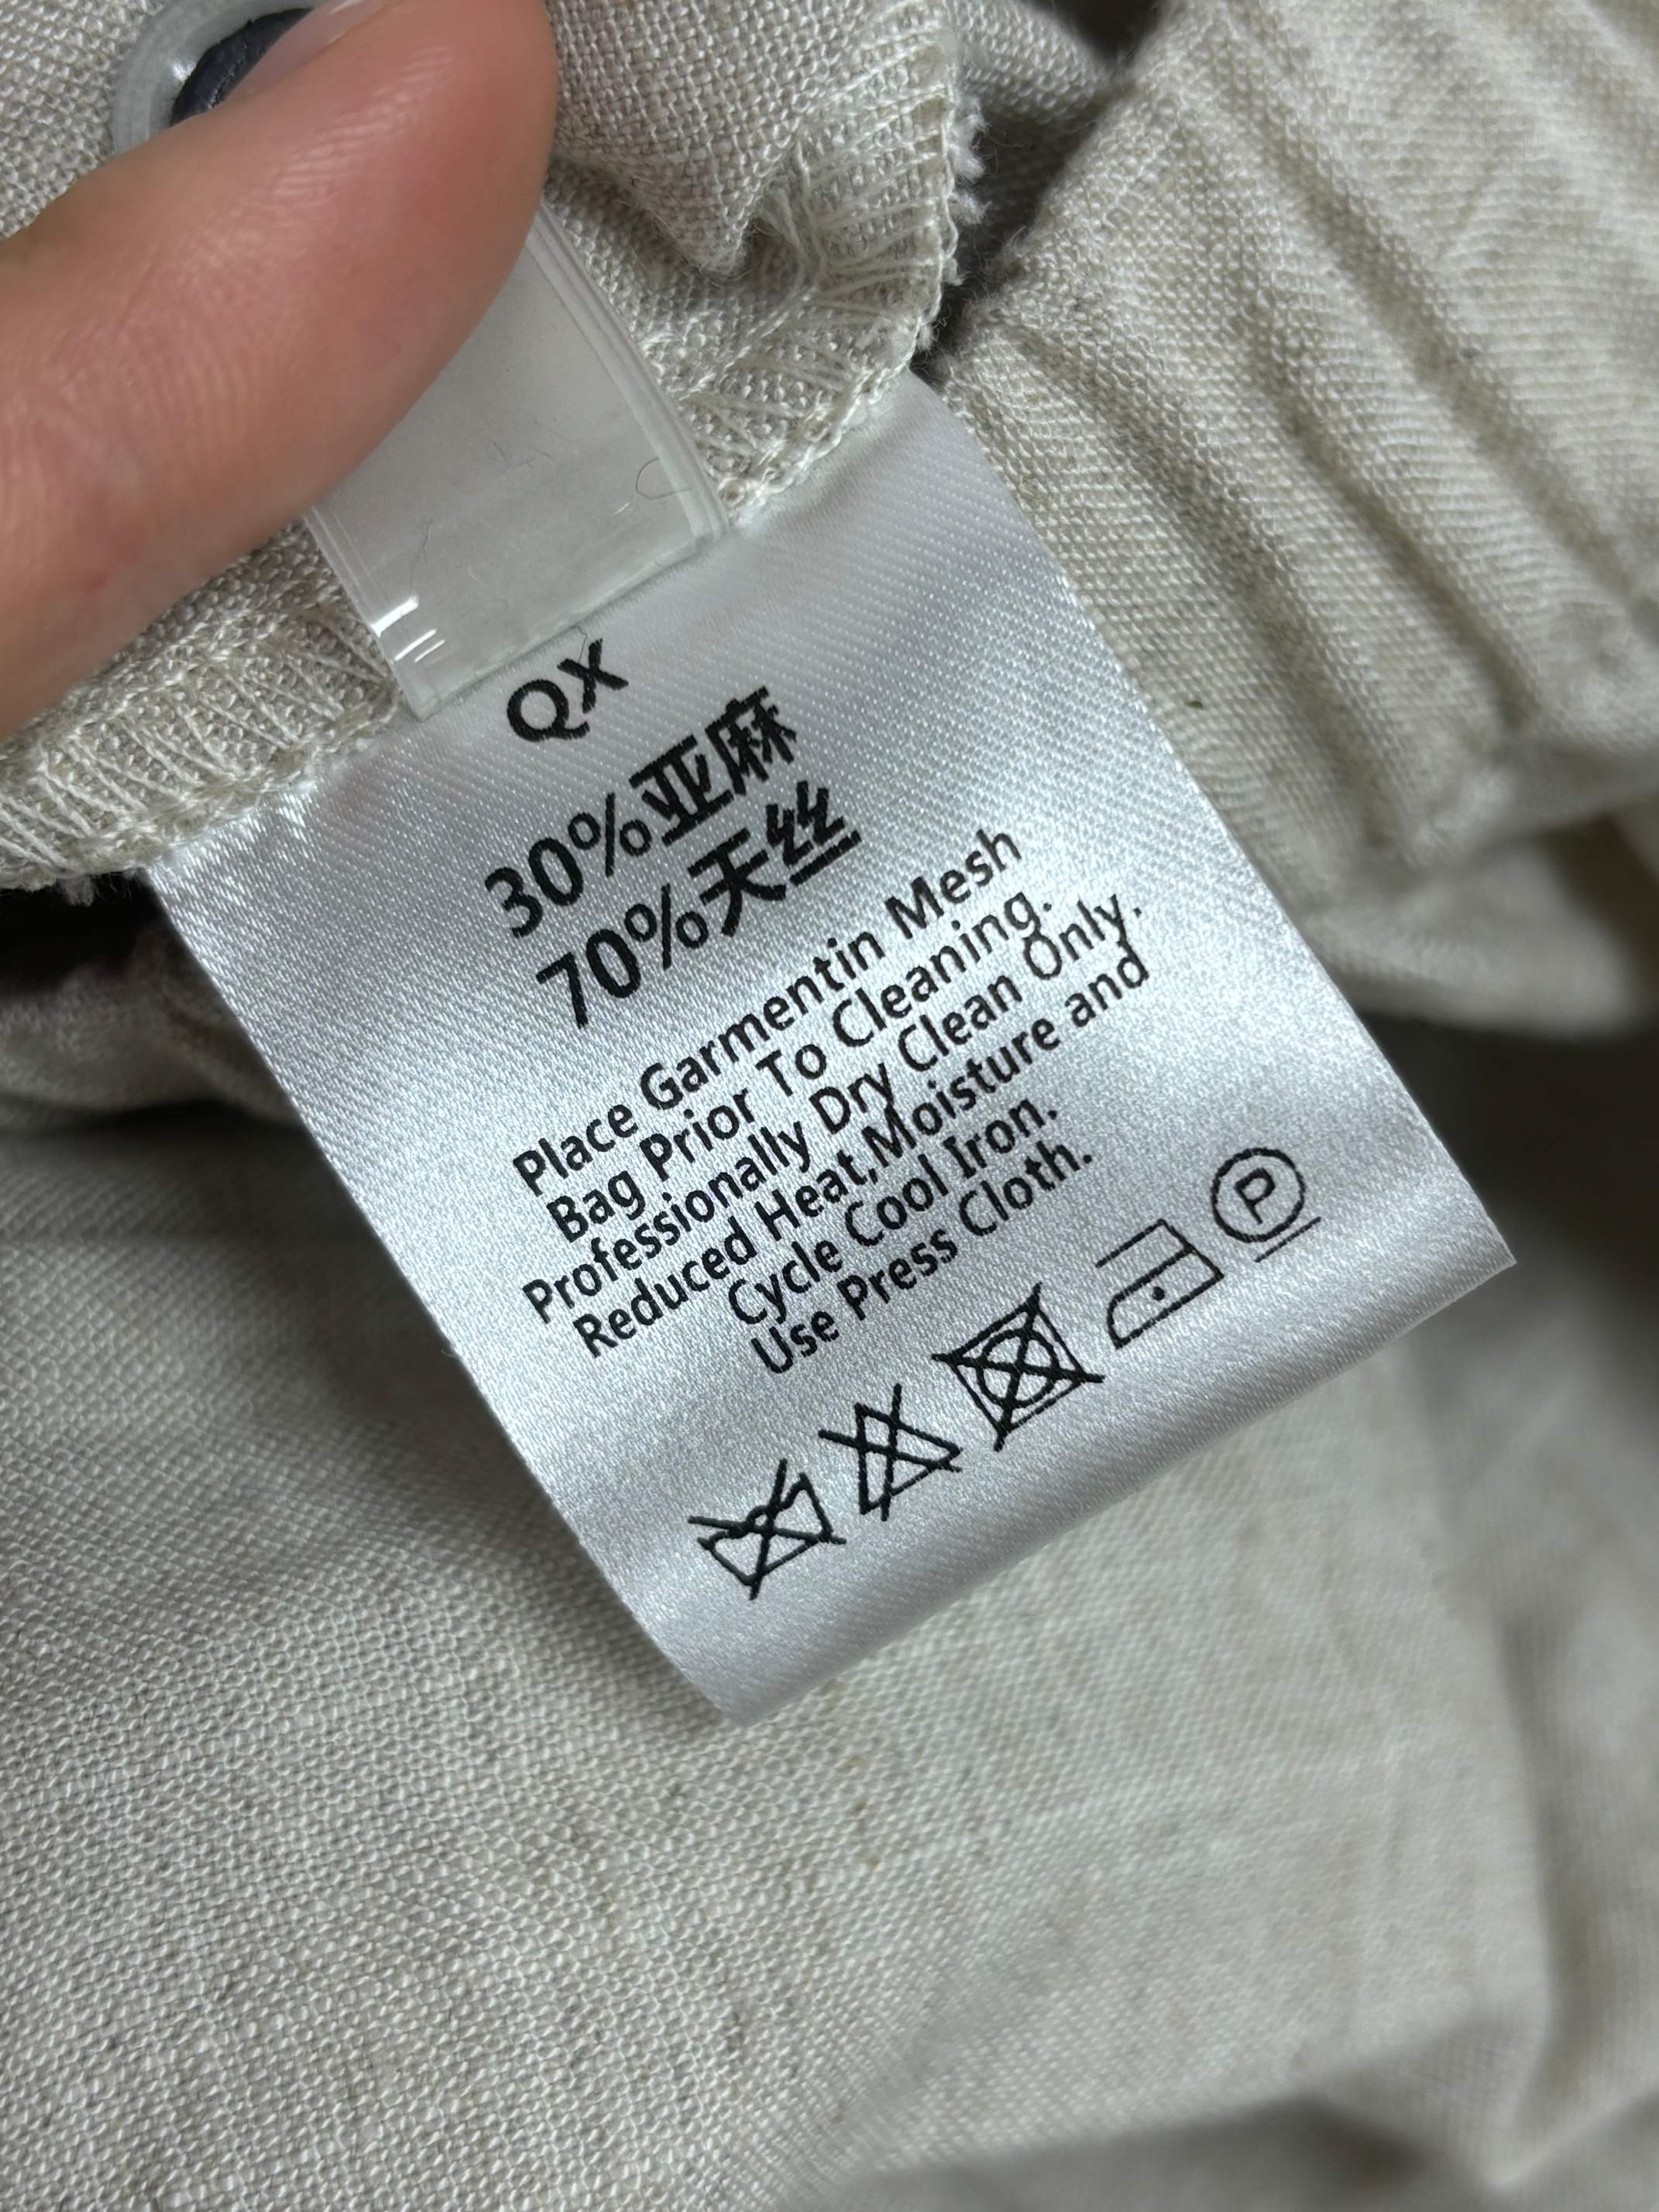 QX
30%亚麻
70%天丝
Place Garmentin Mesh
Bag Prior To Cleaning.
Professionally Dry Clean Only.
Reduced Heat,Moisture and
Cycle Cool Iron.
Use Press Cloth.
P